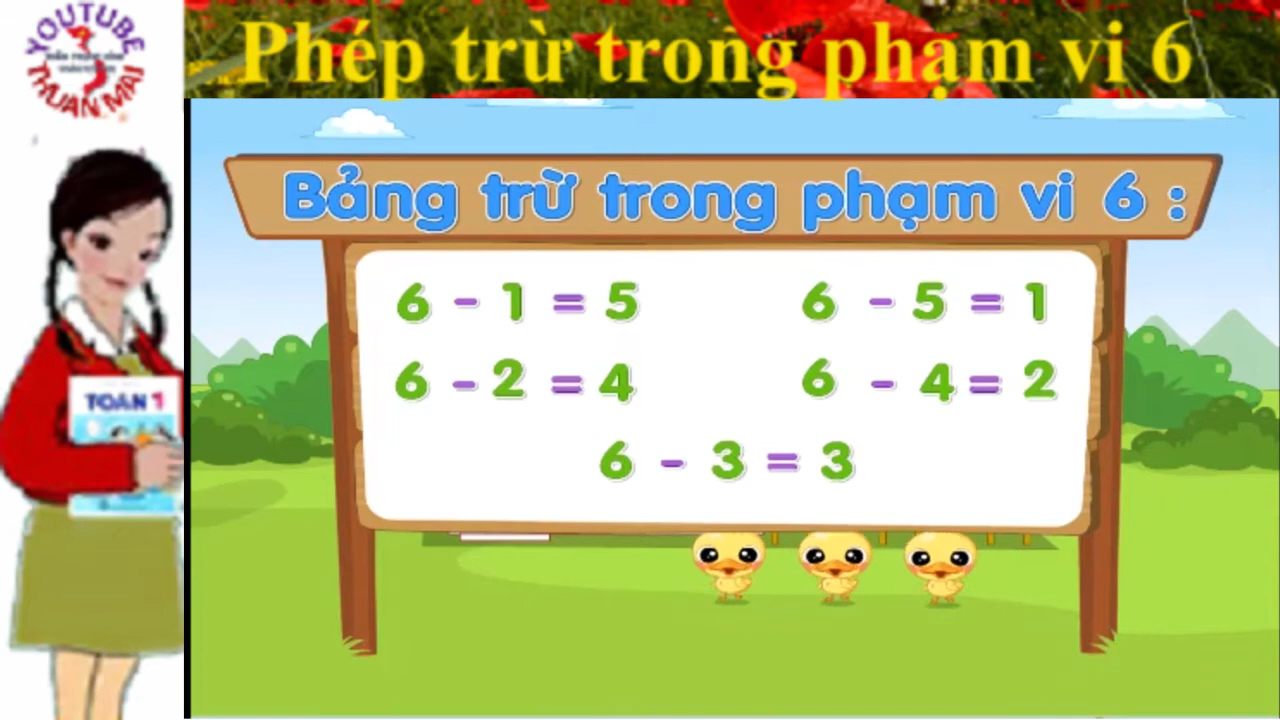 YOUTUBE
THUAN MAI
Phép trừ trong phạm vi 6
Bảng trừ trong phạm vi 6 :
6 - 1 = 5
6 - 5 = 1
6 - 2 = 4
6 - 4 = 2
6 - 3 = 3
TOÁN 1